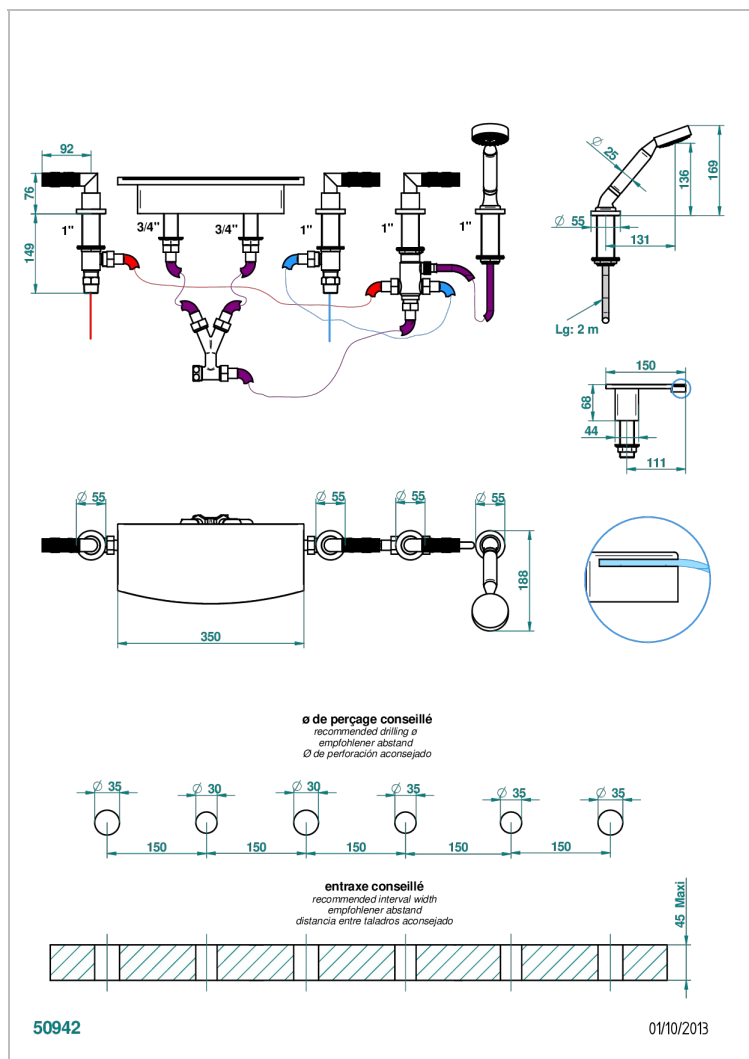 92
76
149
1"
3/4"
3/4"
1"
1"
1"
Ø 25
Ø 55
131
136
169
Lg: 2 m
150
68
44
111
Ø 55
Ø 55
Ø 55
Ø 55
350
188
ø de perçage conseillé
recommended drilling ø
empfohlener abstand
Ø de perforación aconsejado
Ø 35
Ø 30
Ø 30
Ø 35
Ø 35
Ø 35
150
150
150
150
150
entraxe conseillé
recommended interval width
empfohlener abstand
distancia entre taladros aconsejado
45 Maxi
50942
01/10/2013